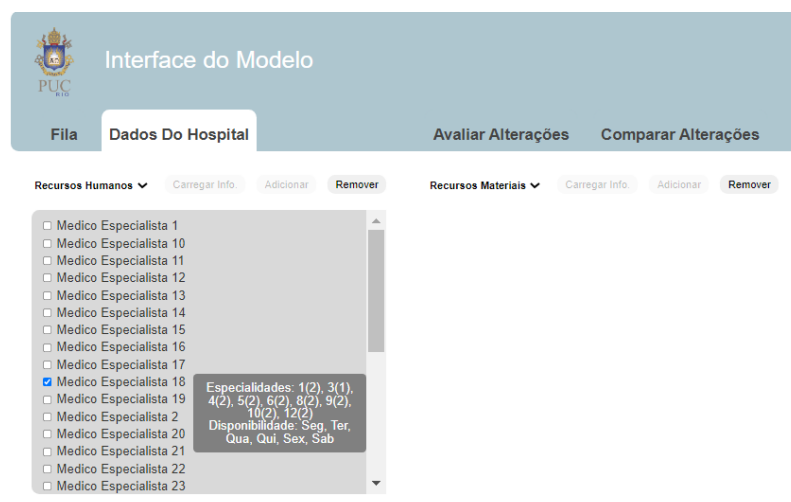 Interface do Modelo
PUC
RIO
Fila
Dados Do Hospital
Avaliar Alterações
Comparar Alterações
Recursos Humanos
Carregar Info.
Adicionar
Remover
Recursos Materiais
Carregar Info.
Adicionar
Remover
Medico Especialista 1
Medico Especialista 10
Medico Especialista 11
Medico Especialista 12
Medico Especialista 13
Medico Especialista 14
Medico Especialista 15
Medico Especialista 16
Medico Especialista 17
Medico Especialista 18
Medico Especialista 19
Medico Especialista 2
Medico Especialista 20
Medico Especialista 21
Medico Especialista 22
Medico Especialista 23
Especialidades: 1(2), 3(1),
4(2), 5(2), 6(2), 8(2), 9(2),
10(2), 12(2)
Disponibilidade: Seg, Ter,
Qua, Qui, Sex, Sab